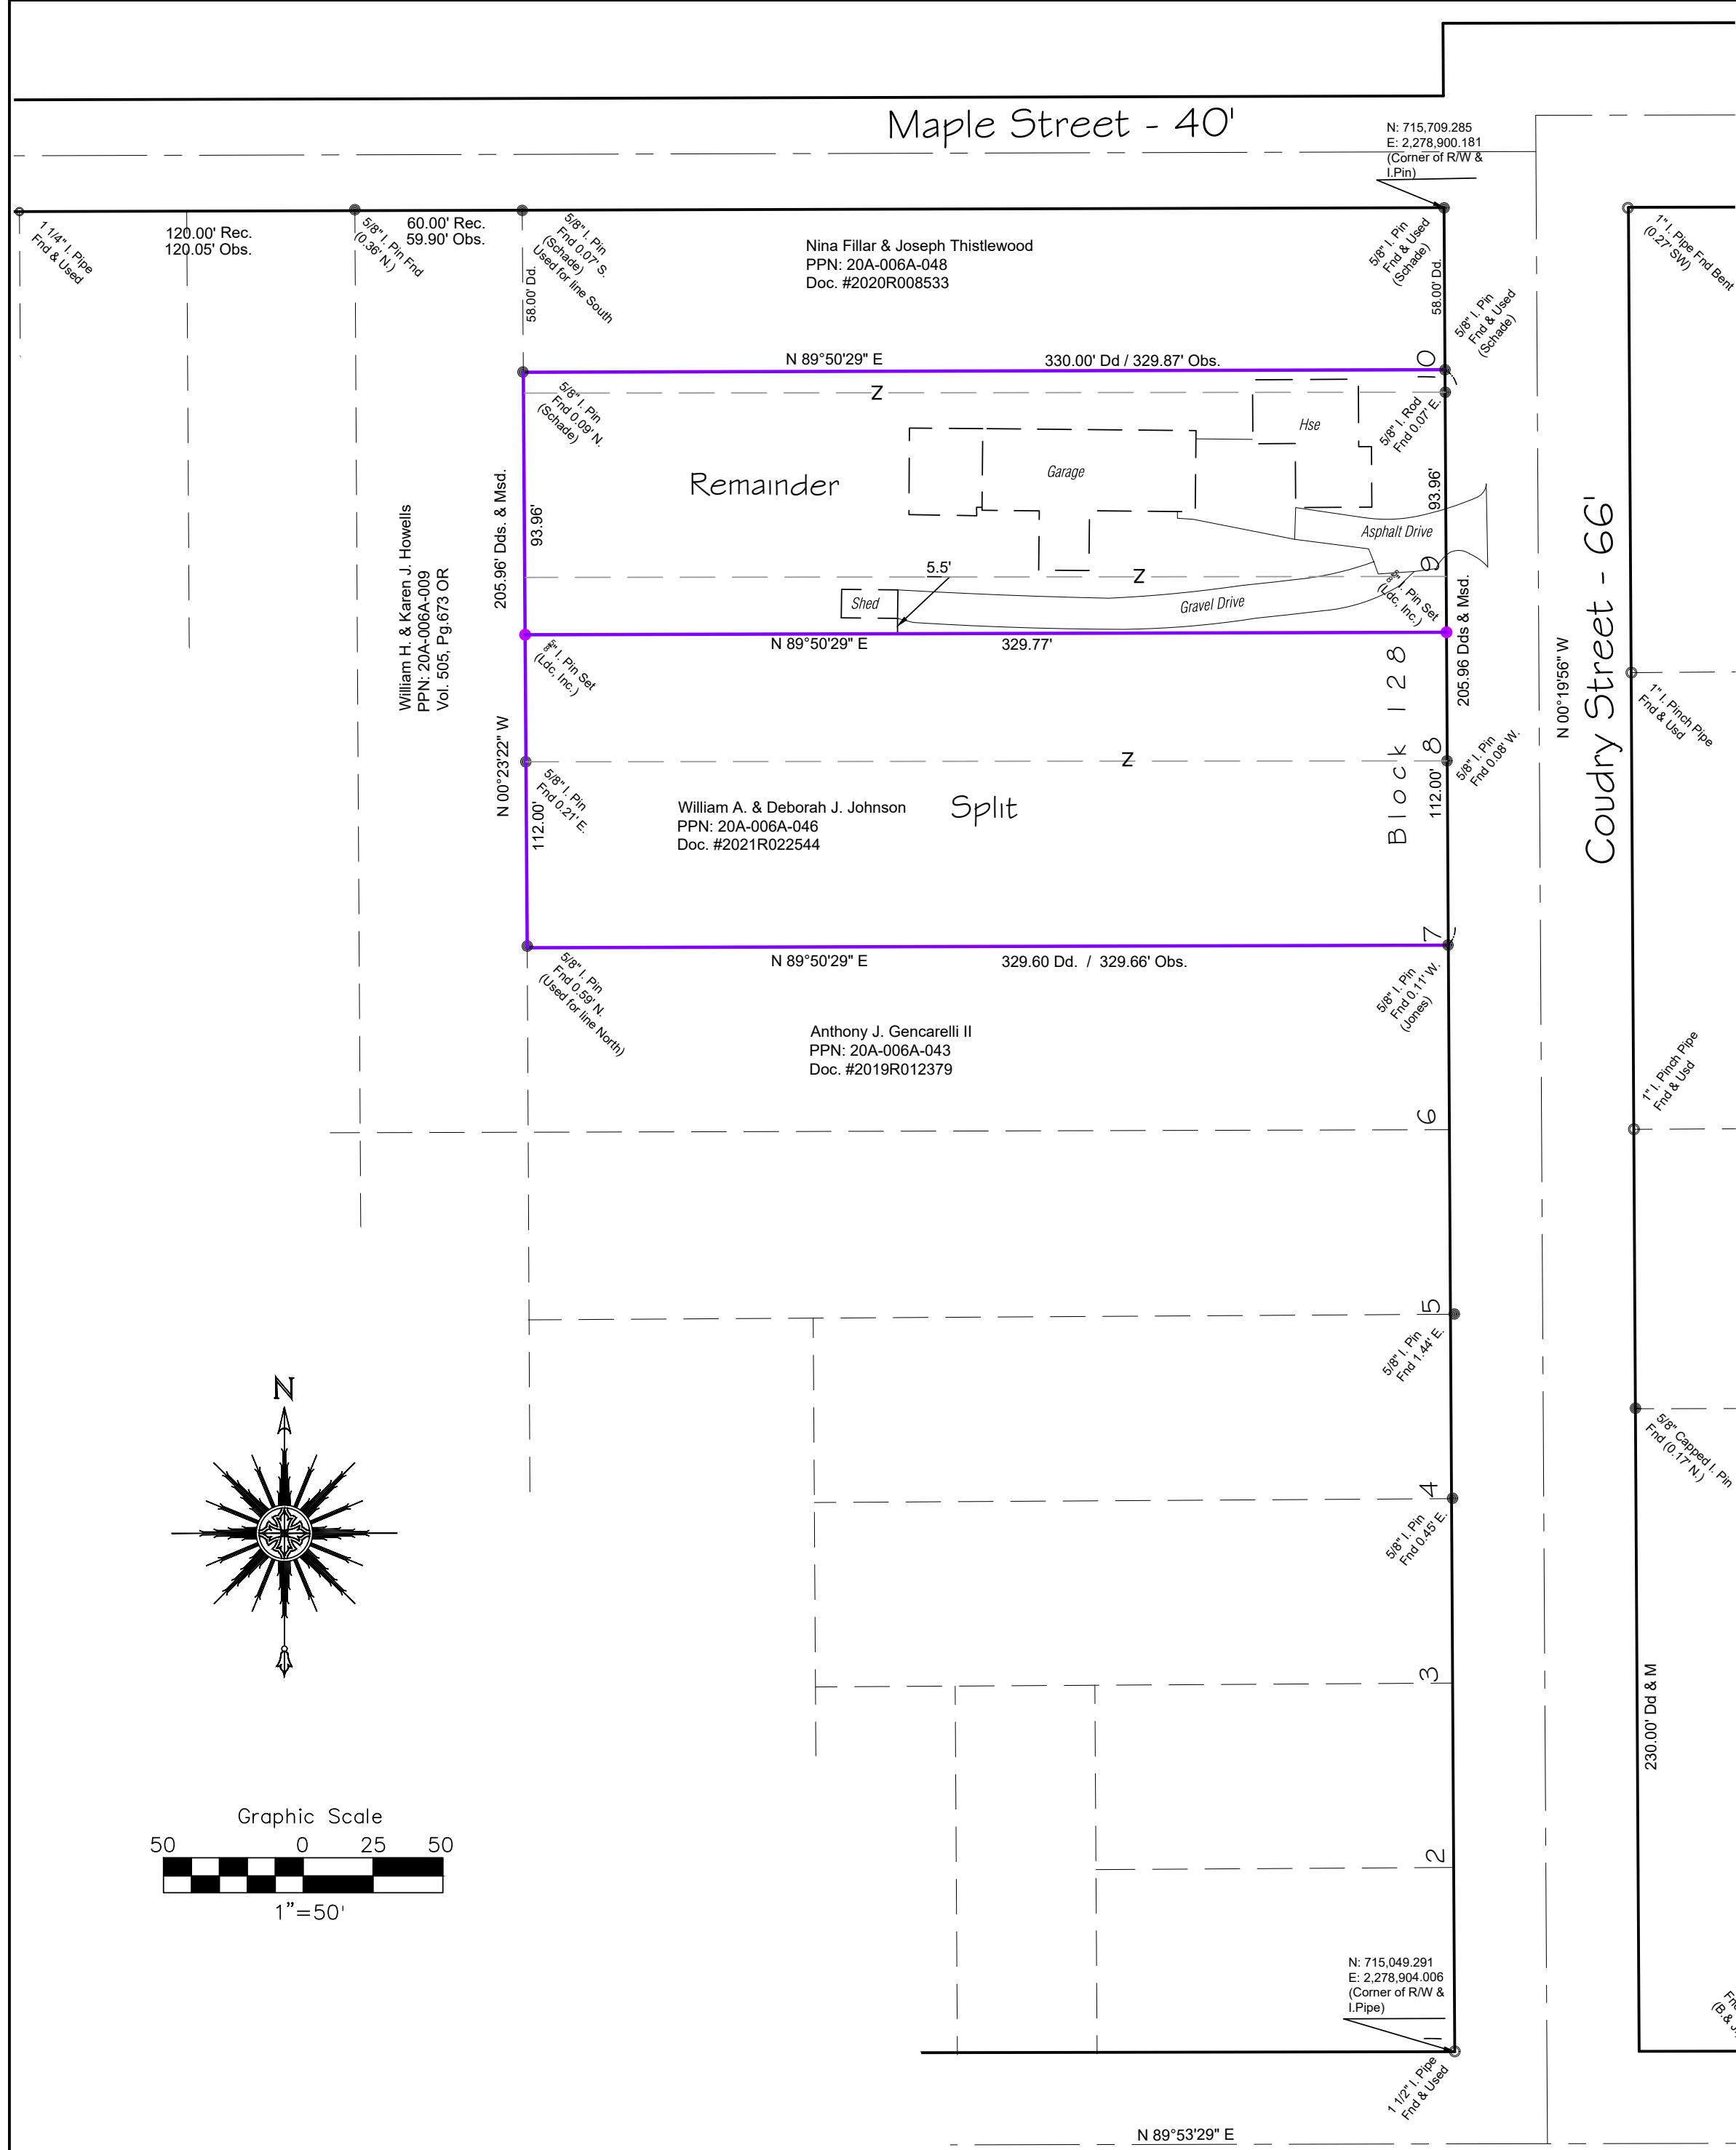 Maple Street - 40'
N: 715,709.285
E: 2,278,900.181
(Corner of R/W &
I.Pin)
1 1/4" I. Pipe
Fnd & Used
120.00' Rec.
120.05' Obs.
5/8" I. Pin Fnd
(0.36' N.)
60.00' Rec.
59.90' Obs.
5/8" I. Pin
Fnd 0.07' S.
(Schade)
Used for line South
58.00' Dd.
Nina Fillar & Joseph Thistlewood
PPN: 20A-006A-048
Doc. #2020R008533
5/8" I. Pin
Fnd & Used
(Schade)
58.00' Dd.
5/8" I. Pin
Fnd & Used
(Schade)
1" I. Pipe Fnd Bent
(0.27' SW)
N 89°50'29" E
330.00' Dd / 329.87' Obs.
10
5/8" I. Pin
Fnd 0.09' N.
(Schade)
Z
5/8" I. Rod
Fnd 0.07' E.
Hse
Garage
Remainder
205.96' Dds. & Msd.
93.96'
93.96'
Asphalt Drive
9
William H. & Karen J. Howells
PPN: 20A-006A-009
Vol. 505, Pg.673 OR
5.5'
Z
Shed
Gravel Drive
5/8" I. Pin Set
(Ldc, Inc.)
205.96 Dds & Msd.
N 89°50'29" E
329.77'
5/8" I. Pin Set
(Ldc, Inc.)
N 00°19'56" W
Coudry Street - 66'
1" I. Pinch Pipe
Fnd & Usd
Block 128
N 00°23'22" W
112.00'
Z
8
5/8" I. Pin
Fnd 0.08' W.
5/8" I. Pin
Fnd 0.21' E.
112.00'
William A. & Deborah J. Johnson
PPN: 20A-006A-046
Doc. #2021R022544
Split
7
N 89°50'29" E
329.60 Dd. / 329.66' Obs.
5/8" I. Pin
Fnd 0.59' N.
(Used for line North)
5/8" I. Pin
Fnd 0.11' W.
(Jones)
Anthony J. Gencarelli II
PPN: 20A-006A-043
Doc. #2019R012379
1" I. Pinch Pipe
Fnd & Usd
6
5
5/8" I. Pin
Fnd 1.44' E.
N
5/8" Capped I. Pin
Fnd (0.17' N.)
4
5/8" I. Pin
Fnd 0.45' E.
3
230.00' Dd & M
Graphic Scale
50 0 25 50
1"=50'
2
N: 715,049.291
E: 2,278,904.006
(Corner of R/W &
I.Pipe)
1
1 1/2" I. Pipe
Fnd & Used
(B.&
N 89°53'29" E